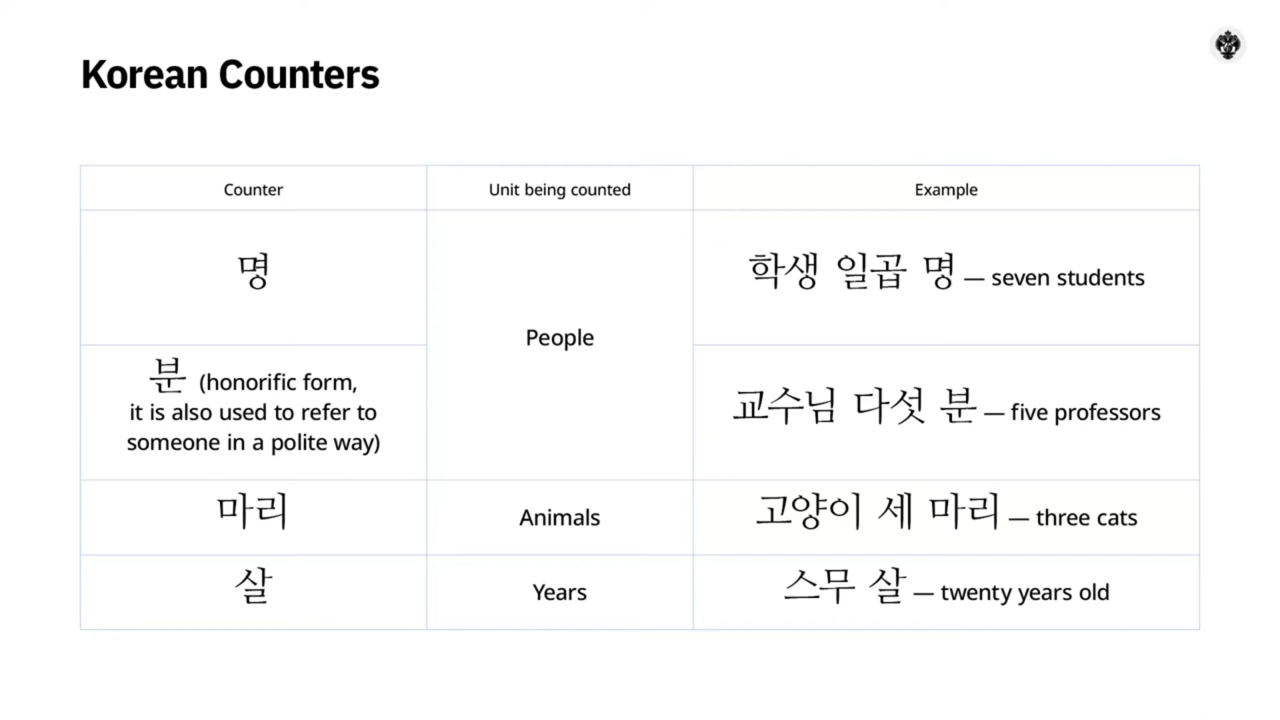 Korean Counters
Counter
Unit being counted
Example
명
People
학생 일곱 명 — seven students
분 (honorific form,
it is also used to refer to
someone in a polite way)
교수님 다섯 분 — five professors
마리
Animals
고양이 세 마리 — three cats
살
Years
스무 살 — twenty years old